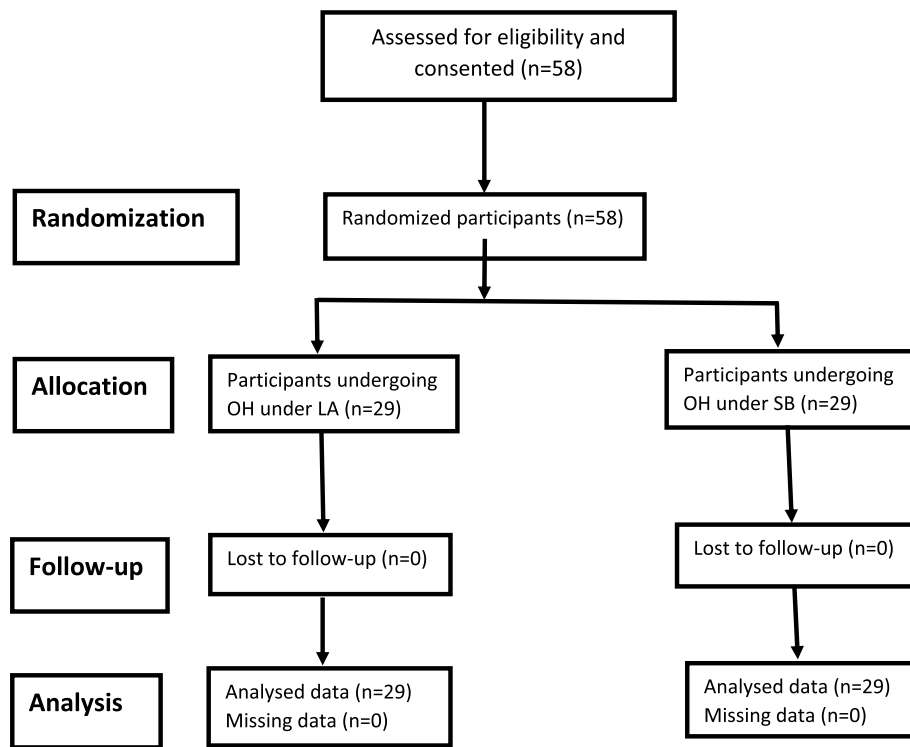 Assessed for eligibility and
consented (n=58)
Randomization
Randomized participants (n=58)
Allocation
Participants undergoing
OH under LA (n=29)
Participants undergoing
OH under SB (n=29)
Follow-up
Lost to follow-up (n=0)
Lost to follow-up (n=0)
Analysis
Analysed data (n=29)
Missing data (n=0)
Analysed data (n=29)
Missing data (n=0)